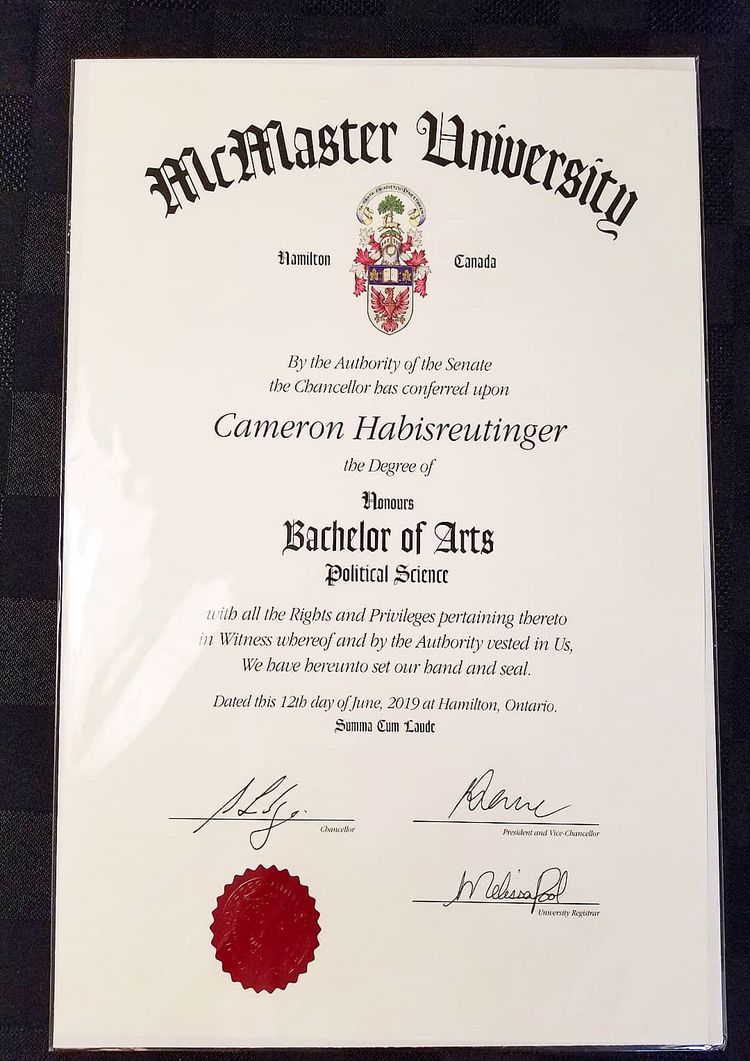 McMaster University
Hamilton Canada
By the Authority of the Senate
the Chancellor has conferred upon
Cameron Habisreutinger
the Degree of
Honours
Bachelor of Arts
Political Science
with all the Rights and Privileges pertaining thereto
in Witness whereof and by the Authority vested in Us,
We have hereunto set our hand and seal.
Dated this 12th day of June, 2019 at Hamilton, Ontario.
Summa Cum Laude
Chancellor
President and Vice-Chancellor
Melissa Pool
University Registrar